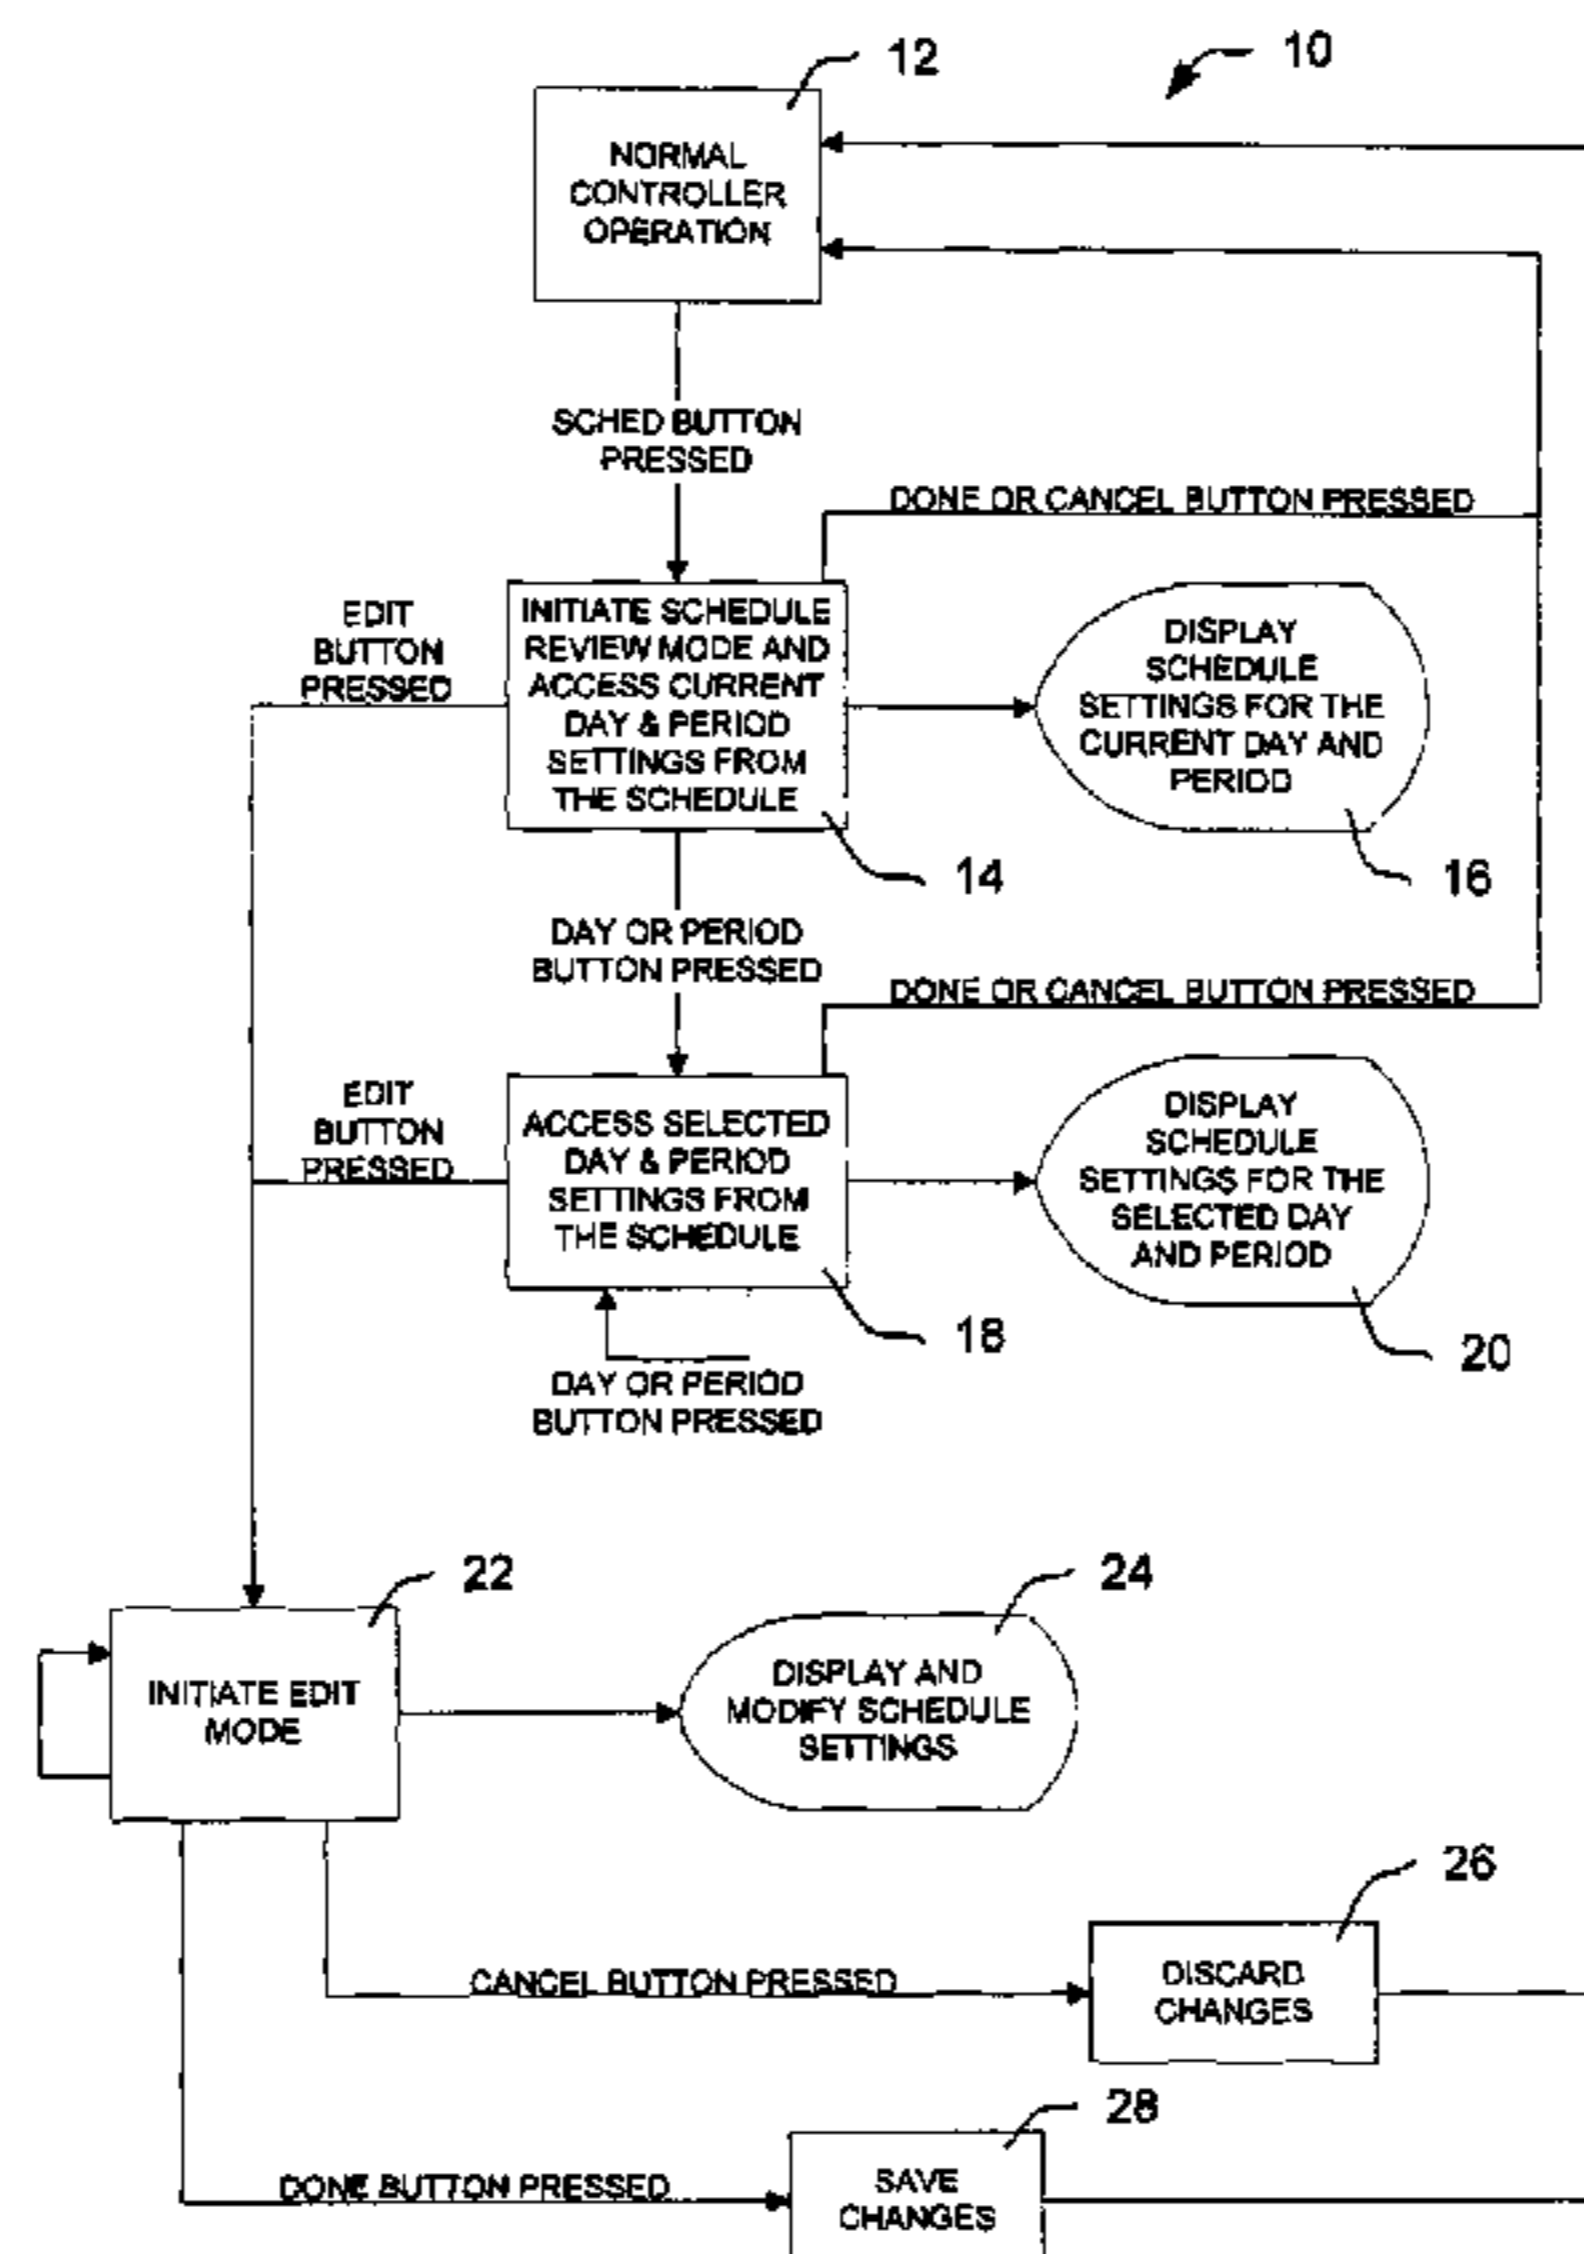 12
10
NORMAL
CONTROLLER
OPERATION
SCHED BUTTON
PRESSED
DONE OR CANCEL BUTTON PRESSED
EDIT
BUTTON
PRESSED
INITIATE SCHEDULE
REVIEW MODE AND
ACCESS CURRENT
DAY & PERIOD
SETTINGS FROM
THE SCHEDULE
DISPLAY
SCHEDULE
SETTINGS FOR THE
CURRENT DAY AND
PERIOD
14
16
DAY OR PERIOD
BUTTON PRESSED
DONE OR CANCEL BUTTON PRESSED
EDIT
BUTTON
PRESSED
ACCESS SELECTED
DAY & PERIOD
SETTINGS FROM
THE SCHEDULE
DISPLAY
SCHEDULE
SETTINGS FOR THE
SELECTED DAY
AND PERIOD
18
20
DAY OR PERIOD
BUTTON PRESSED
22
24
INITIATE EDIT
MODE
DISPLAY AND
MODIFY SCHEDULE
SETTINGS
26
CANCEL BUTTON PRESSED
DISCARD
CHANGES
28
DONE BUTTON PRESSED
SAVE
CHANGES